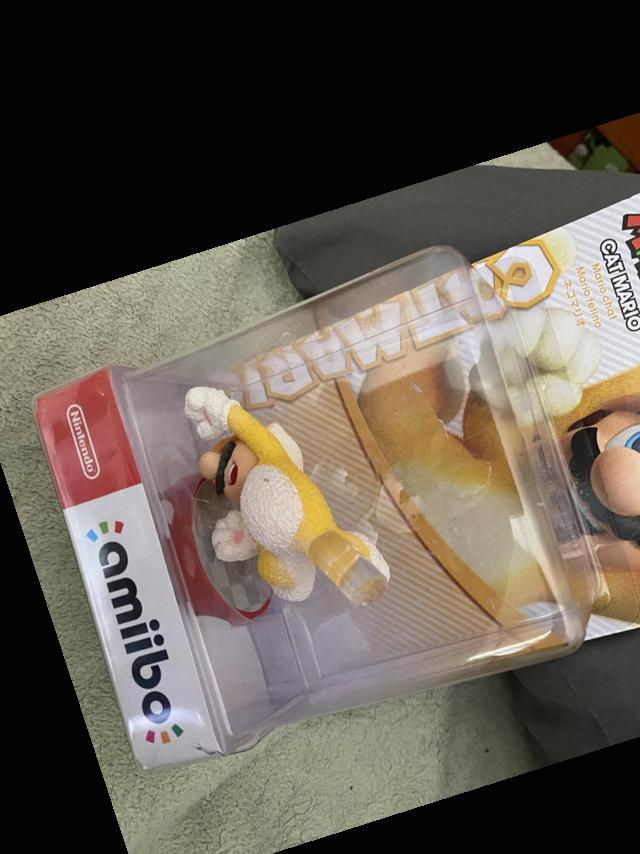 CAT MARIO
Mario chat
Mario felino
ネコマリオ
Nintendo
amiibo